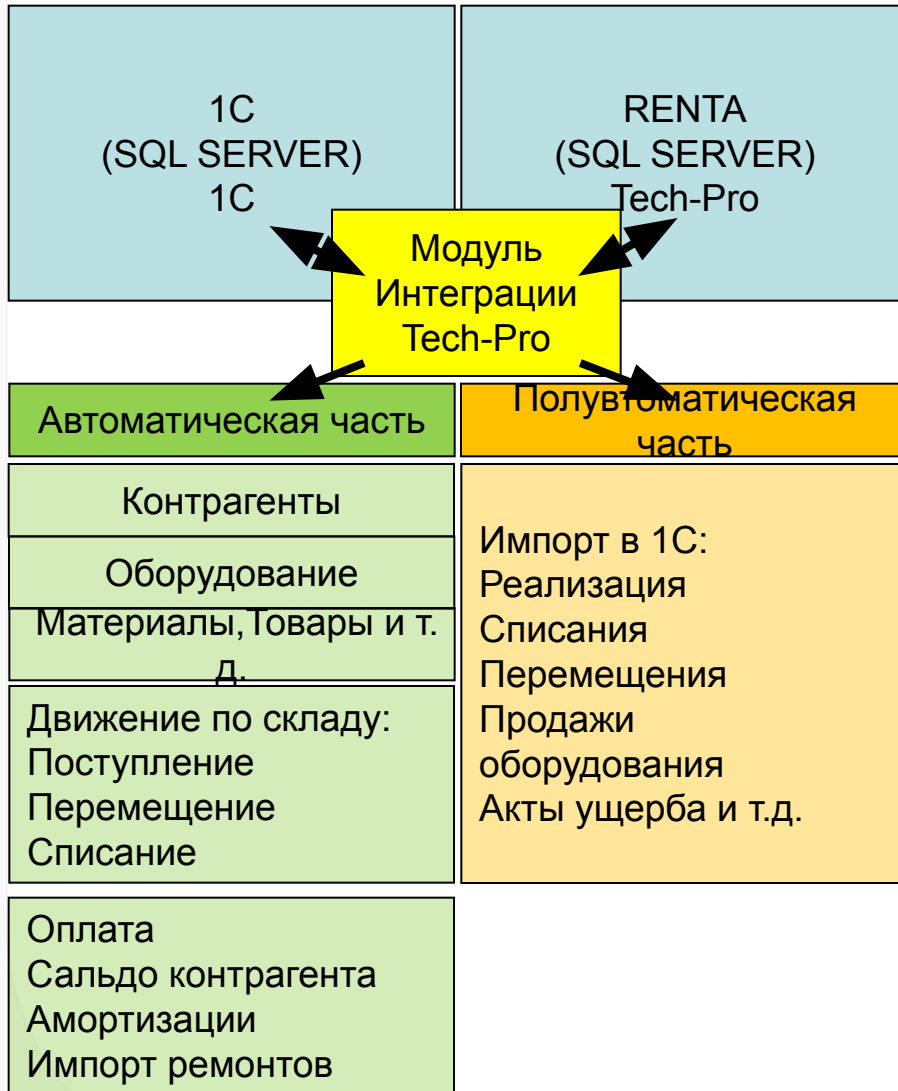 1С
(SQL SERVER)
1С
RENTA
(SQL SERVER)
Tech-Pro
Модуль
Интеграции
Tech-Pro
Автоматическая часть
Полувтоматическая
часть
Контрагенты
Оборудование
Материалы,Товары и т.
д.
Движение по складу:
Поступление
Перемещение
Списание
Импорт в 1С:
Реализация
Списания
Перемещения
Продажи
оборудования
Акты ущерба и т.д.
Оплата
Сальдо контрагента
Амортизации
Импорт ремонтов